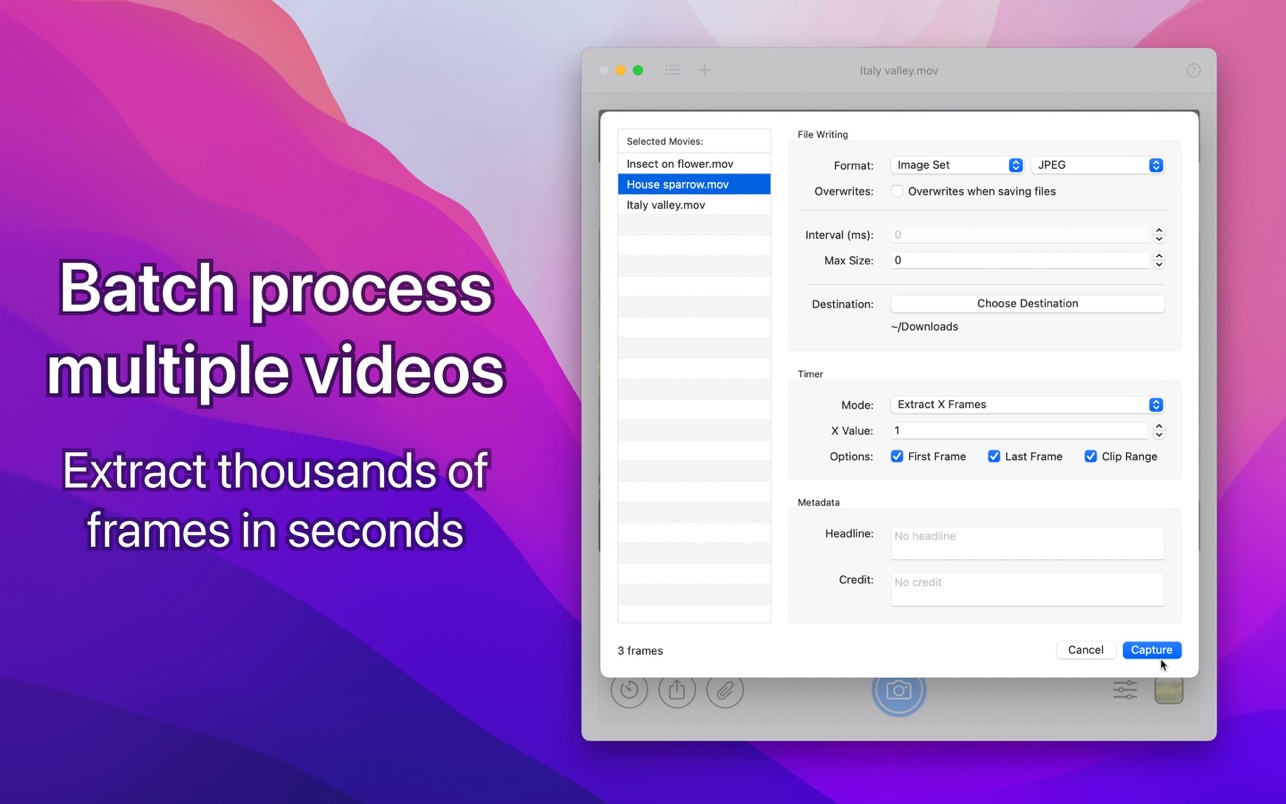 Batch process
multiple videos
Extract thousands of
frames in seconds
Italy valley.mov
Selected Movies:
Insect on flower.mov
House sparrow.mov
Italy valley.mov
3 frames
File Writing
Format: Image Set JPEG
Overwrites: Overwrites when saving files
Interval (ms): 0
Max Size: 0
Destination: Choose Destination
~/Downloads
Timer
Mode: Extract X Frames
X Value: 1
Options: First Frame Last Frame Clip Range
Metadata
Headline: No headline
Credit: No credit
Cancel Capture